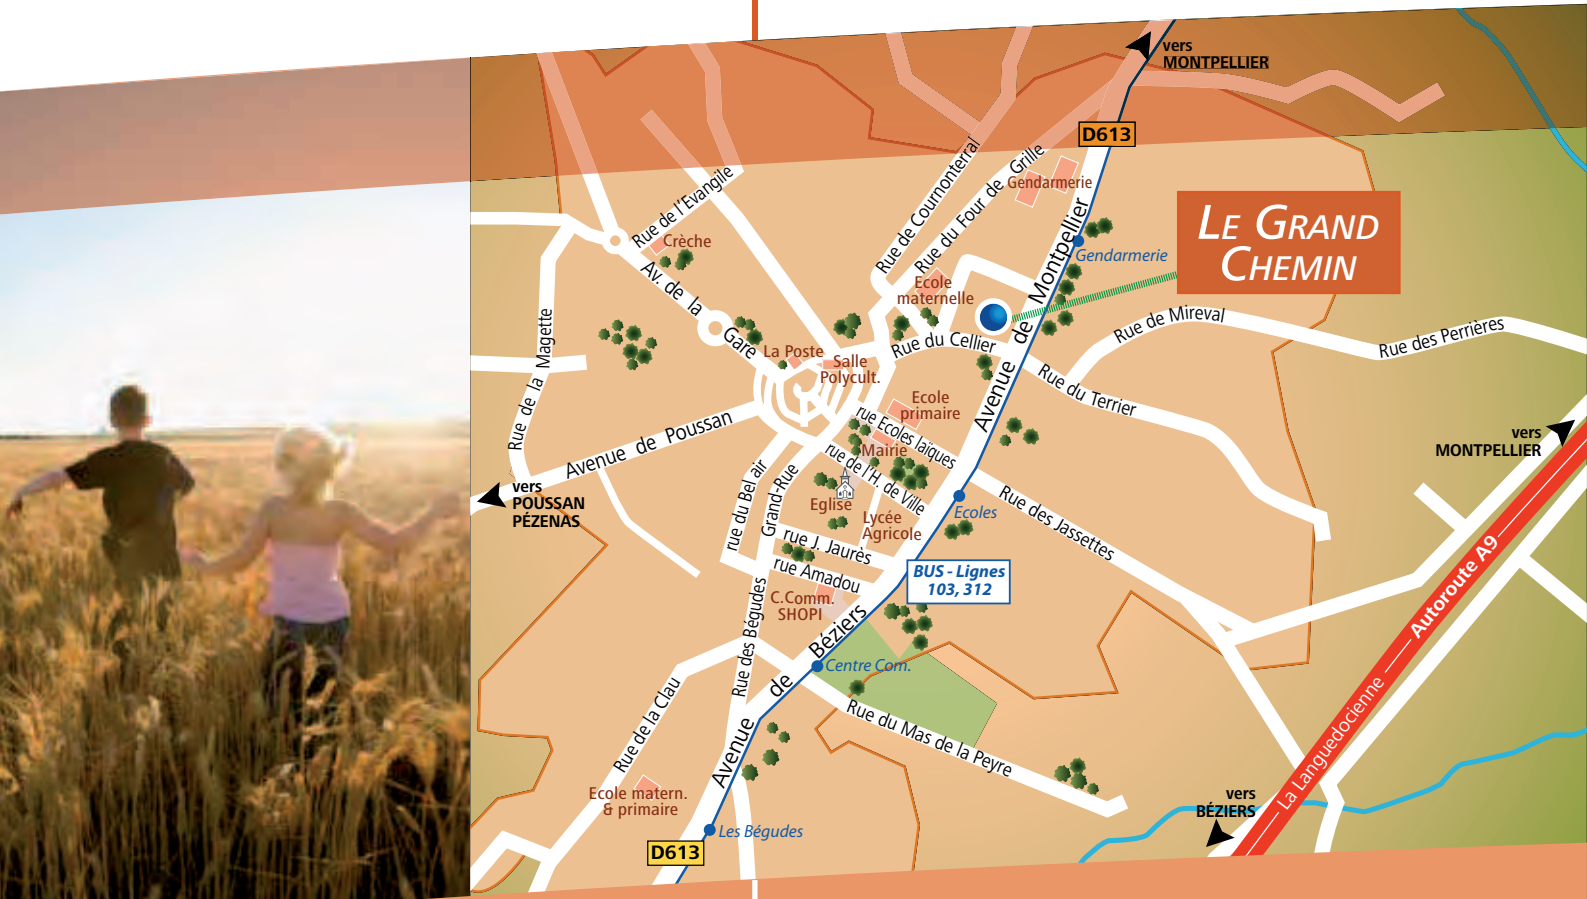 vers
MONTPELLIER
D613
Rue de Cournonterral
Rue du Four de Grille
Gendarmerie
Rue de l'Evangile
Crèche
LE GRAND
CHEMIN
Gendarmerie
Av. de la Gare
Ecole
maternelle
Rue de la Magette
Avenue de Montpellier
Rue de Mireval
Rue des Perrières
La Poste
Salle
Polycult.
Rue du Cellier
Rue du Terrier
Ecole
primaire
rue Ecoles laïques
Mairie
Avenue de Poussan
vers
MONTPELLIER
rue de l'H. de Ville
vers
POUSSAN
PÉZENAS
rue du Bel air
Grand-Rue
Eglise
Lycée
Agricole
Ecoles
Rue des Jassettes
rue J. Jaurès
rue Amadou
BUS - Lignes
103, 312
C.Comm.
SHOPI
Rue des Bégudes
Avenue de Béziers
Centre Com.
Autoroute A9
La Languedocienne
Rue de la Clau
Rue du Mas de la Peyre
Ecole matern.
& primaire
vers
BÉZIERS
Les Bégudes
D613